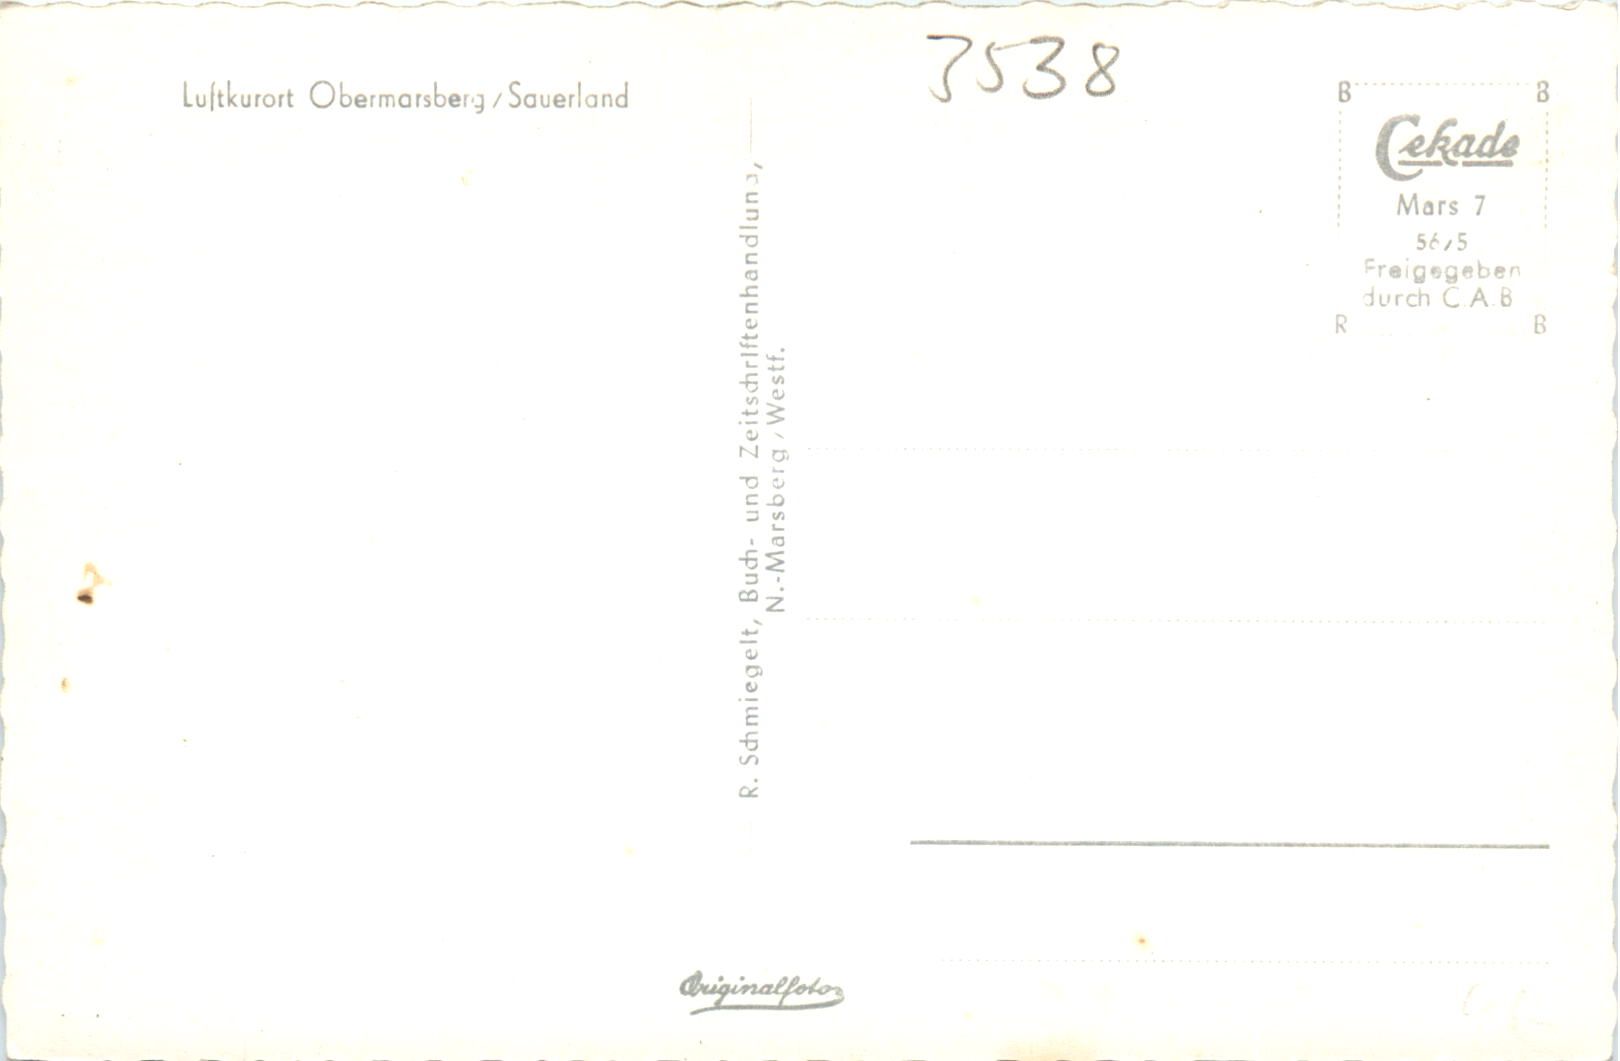 Luftkurort Obermarsberg / Sauerland
3538
B B
Cekade
Mars 7
56/5
Freigegeben
durch C.A.B
R B
R. Schmiegelt, Buch- und Zeitschriftenhandlung,
N.-Marsberg / Westf.
Originalfoto